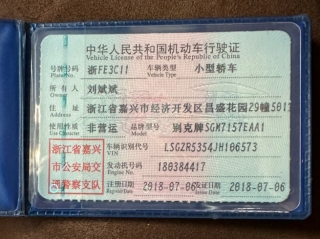 中华人民共和国机动车行驶证
Vehicle License of the People's Republic of China
号牌号码 浙FE3C11 车辆类型 小型轿车
Plate No. Vehicle Type
所有人 刘斌斌
Owner
住址 浙江省嘉兴市经济开发区昌盛花园29幢501
Address
使用性质 非营运 品牌型号 别克牌SGM7157EAA1
Use Character Model
浙江省嘉兴 车辆识别代号 LSGZR5354JH106573
VIN
市公安局交 发动机号码 180384417
Engine No.
通警察支队 注册日期 2018-07-06 发证日期 2018-07-06
Register Date Issue Date